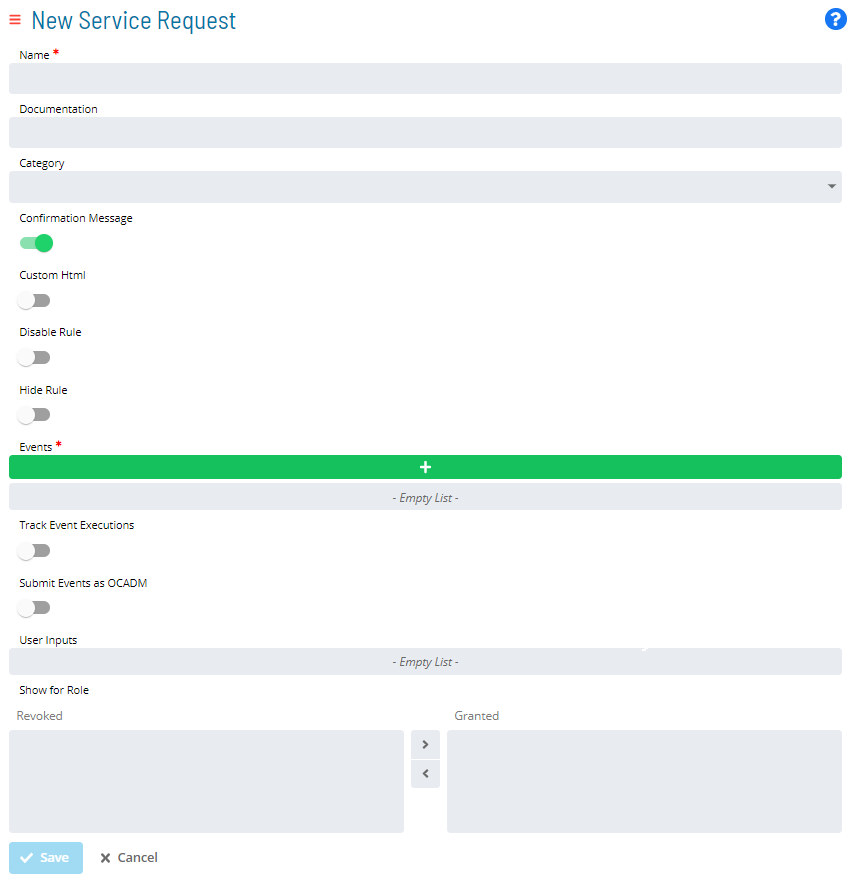 New Service Request
?
Name *
Documentation
Category
Confirmation Message
Custom Html
Disable Rule
Hide Rule
Events *
+
- Empty List -
Track Event Executions
Submit Events as OCADM
User Inputs
- Empty List -
Show for Role
Revoked
Granted
Save
Cancel